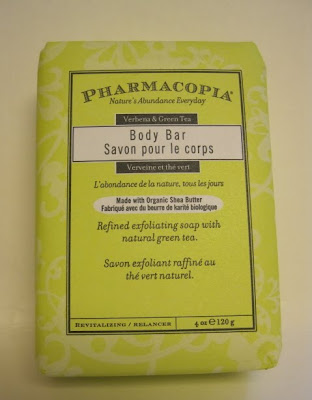 PHARMACOPIA®
Nature's Abundance Everyday
Verbena & Green Tea
Body Bar
Savon pour le corps
Verveine et thé vert
L'abondance de la nature, tous les jours
Made with Organic Shea Butter
Fabriqué avec du beurre de karité biologique
Refined exfoliating soap with
natural green tea.
Savon exfoliant raffiné au
thé vert naturel.
REVITALIZING / RELANCER
4 oz ℮ 120 g